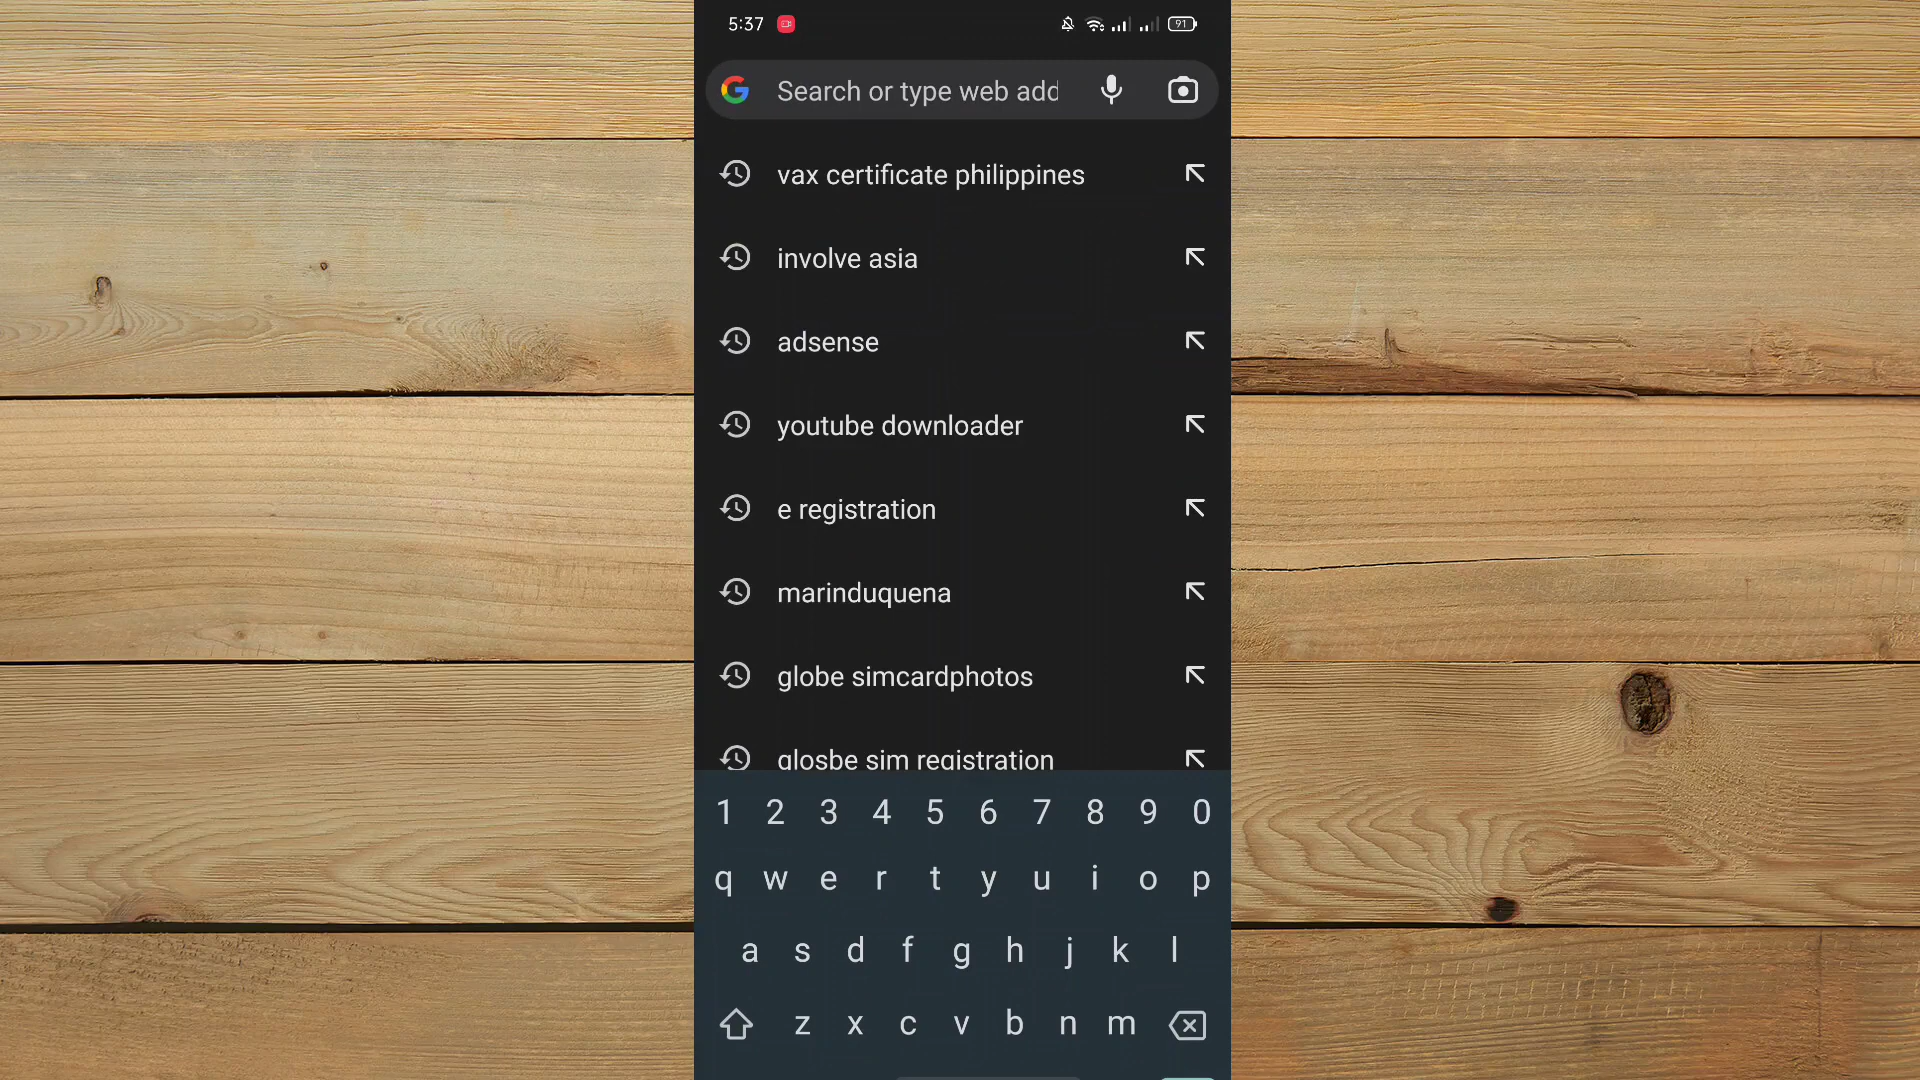 5:37
91
Search or type web add
vax certificate philippines
involve asia
adsense
youtube downloader
e registration
marinduquena
globe simcardphotos
glosbe sim registration
1 2 3 4 5 6 7 8 9 0
q w e r t y u i o p
a s d f g h j k l
z x c v b n m